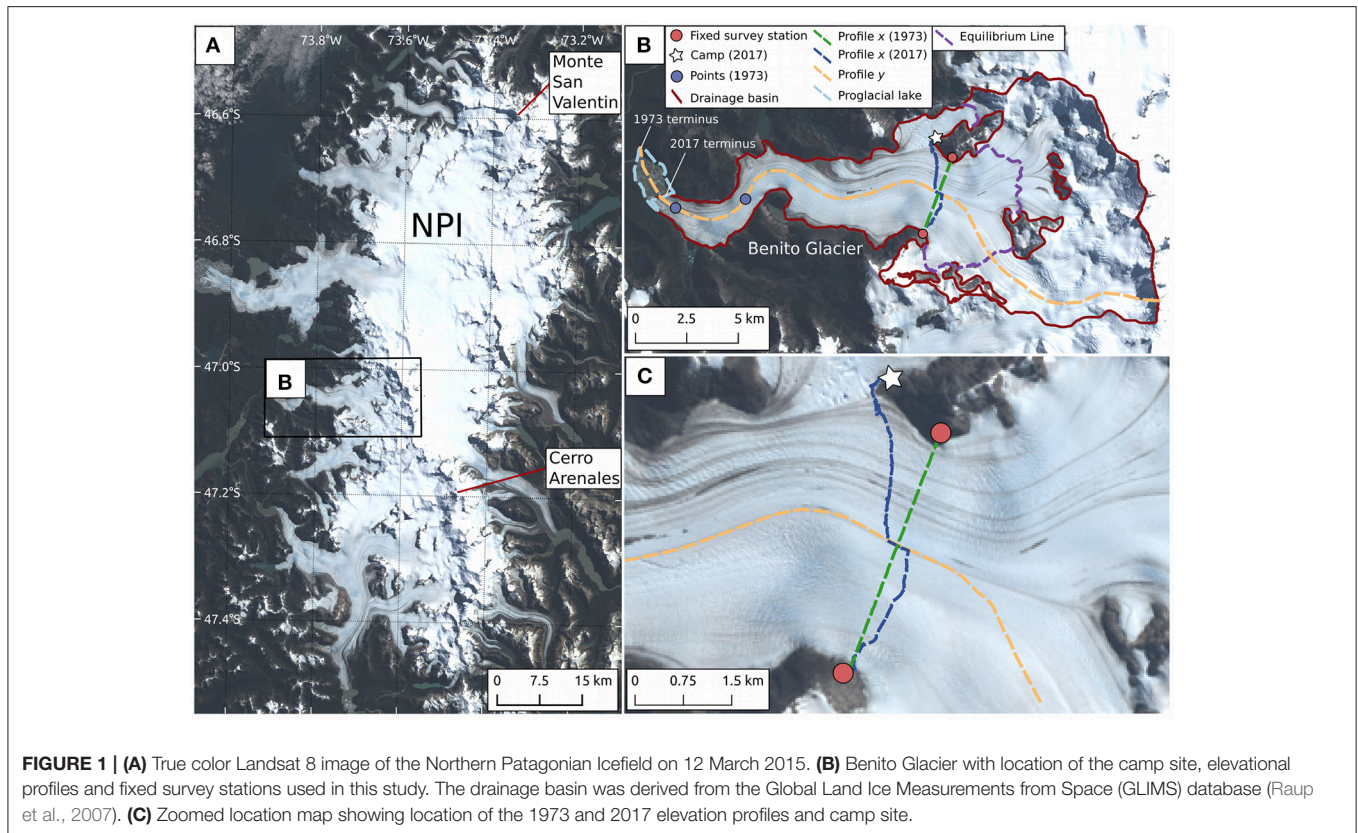 A
73.8°W 73.6°W 73.4°W 73.2°W
Monte
San
Valentin
46.6°S
NPI
46.8°S
47.0°S
B
Cerro
Arenales
47.2°S
47.4°S
0 7.5 15 km
B
Fixed survey station
Camp (2017)
Points (1973)
Drainage basin
Profile x (1973)
Profile x (2017)
Profile y
Proglacial lake
Equilibrium Line
1973 terminus
2017 terminus
Benito Glacier
0 2.5 5 km
C
0 0.75 1.5 km
FIGURE 1 | (A) True color Landsat 8 image of the Northern Patagonian Icefield on 12 March 2015. (B) Benito Glacier with location of the camp site, elevational
profiles and fixed survey stations used in this study. The drainage basin was derived from the Global Land Ice Measurements from Space (GLIMS) database (Raup
et al., 2007). (C) Zoomed location map showing location of the 1973 and 2017 elevation profiles and camp site.